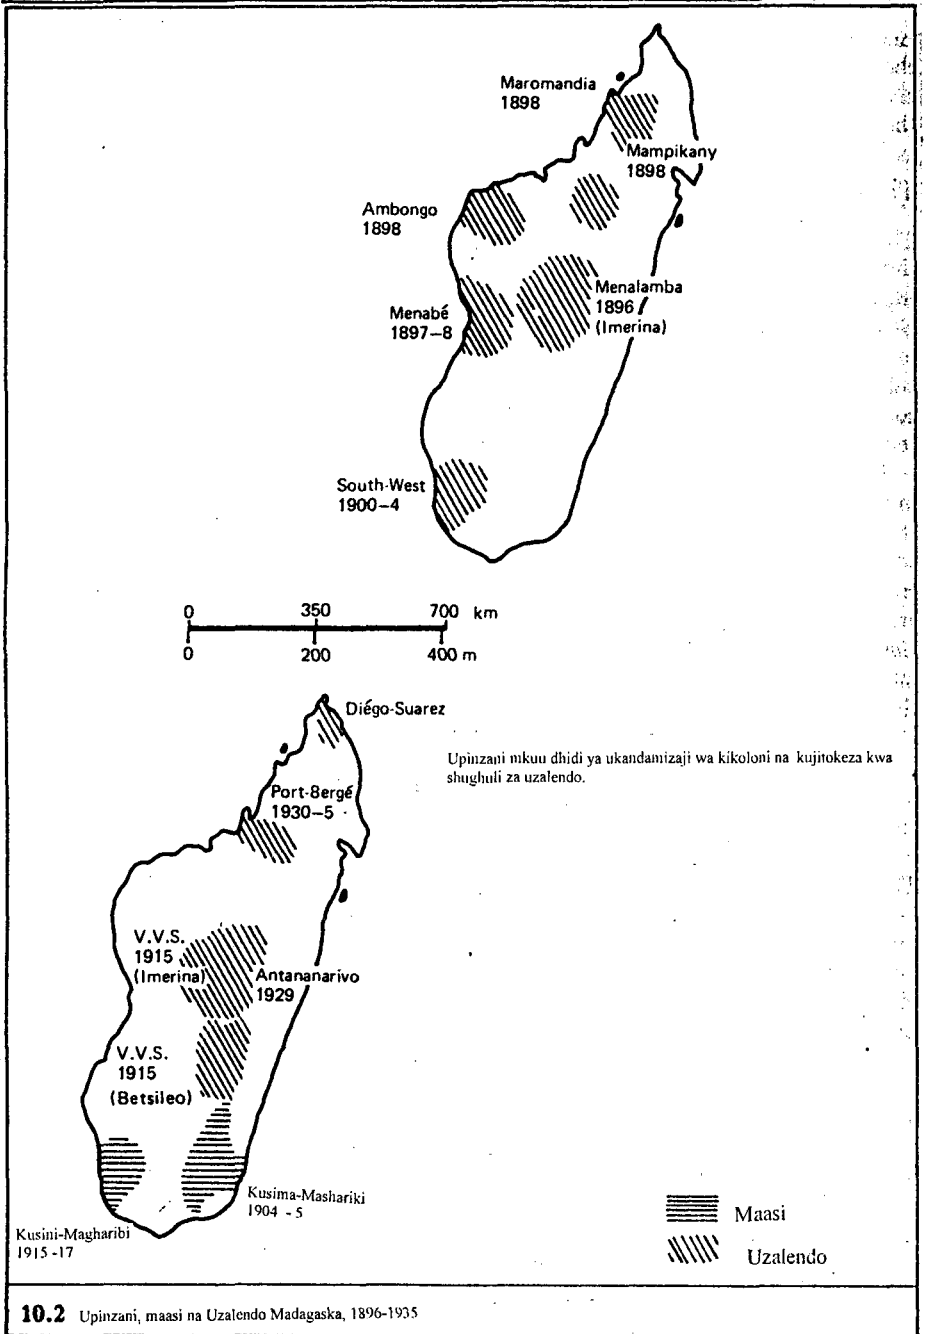 Maromandia
1898
Mampikany
1898
Ambongo
1898
Menalamba
1896
(Imerina)
Menabé
1897–8
South-West
1900–4
0 350 700 km
0 200 400 m
Diégo-Suarez
Upinzani mkuu dhidi ya ukandamizaji wa kikoloni na kujitokeza kwa
shughuli za uzalendo.
Port-Bergé
1930–5
V.V.S.
1915
(Imerina)
Antananarivo
1929
V.V.S.
1915
(Betsileo)
Kusima-Mashariki
1904 - 5
Kusini-Magharibi
1915 -17
Maasi
Uzalendo
10.2 Upinzani, maasi na Uzalendo Madagaska, 1896-1935